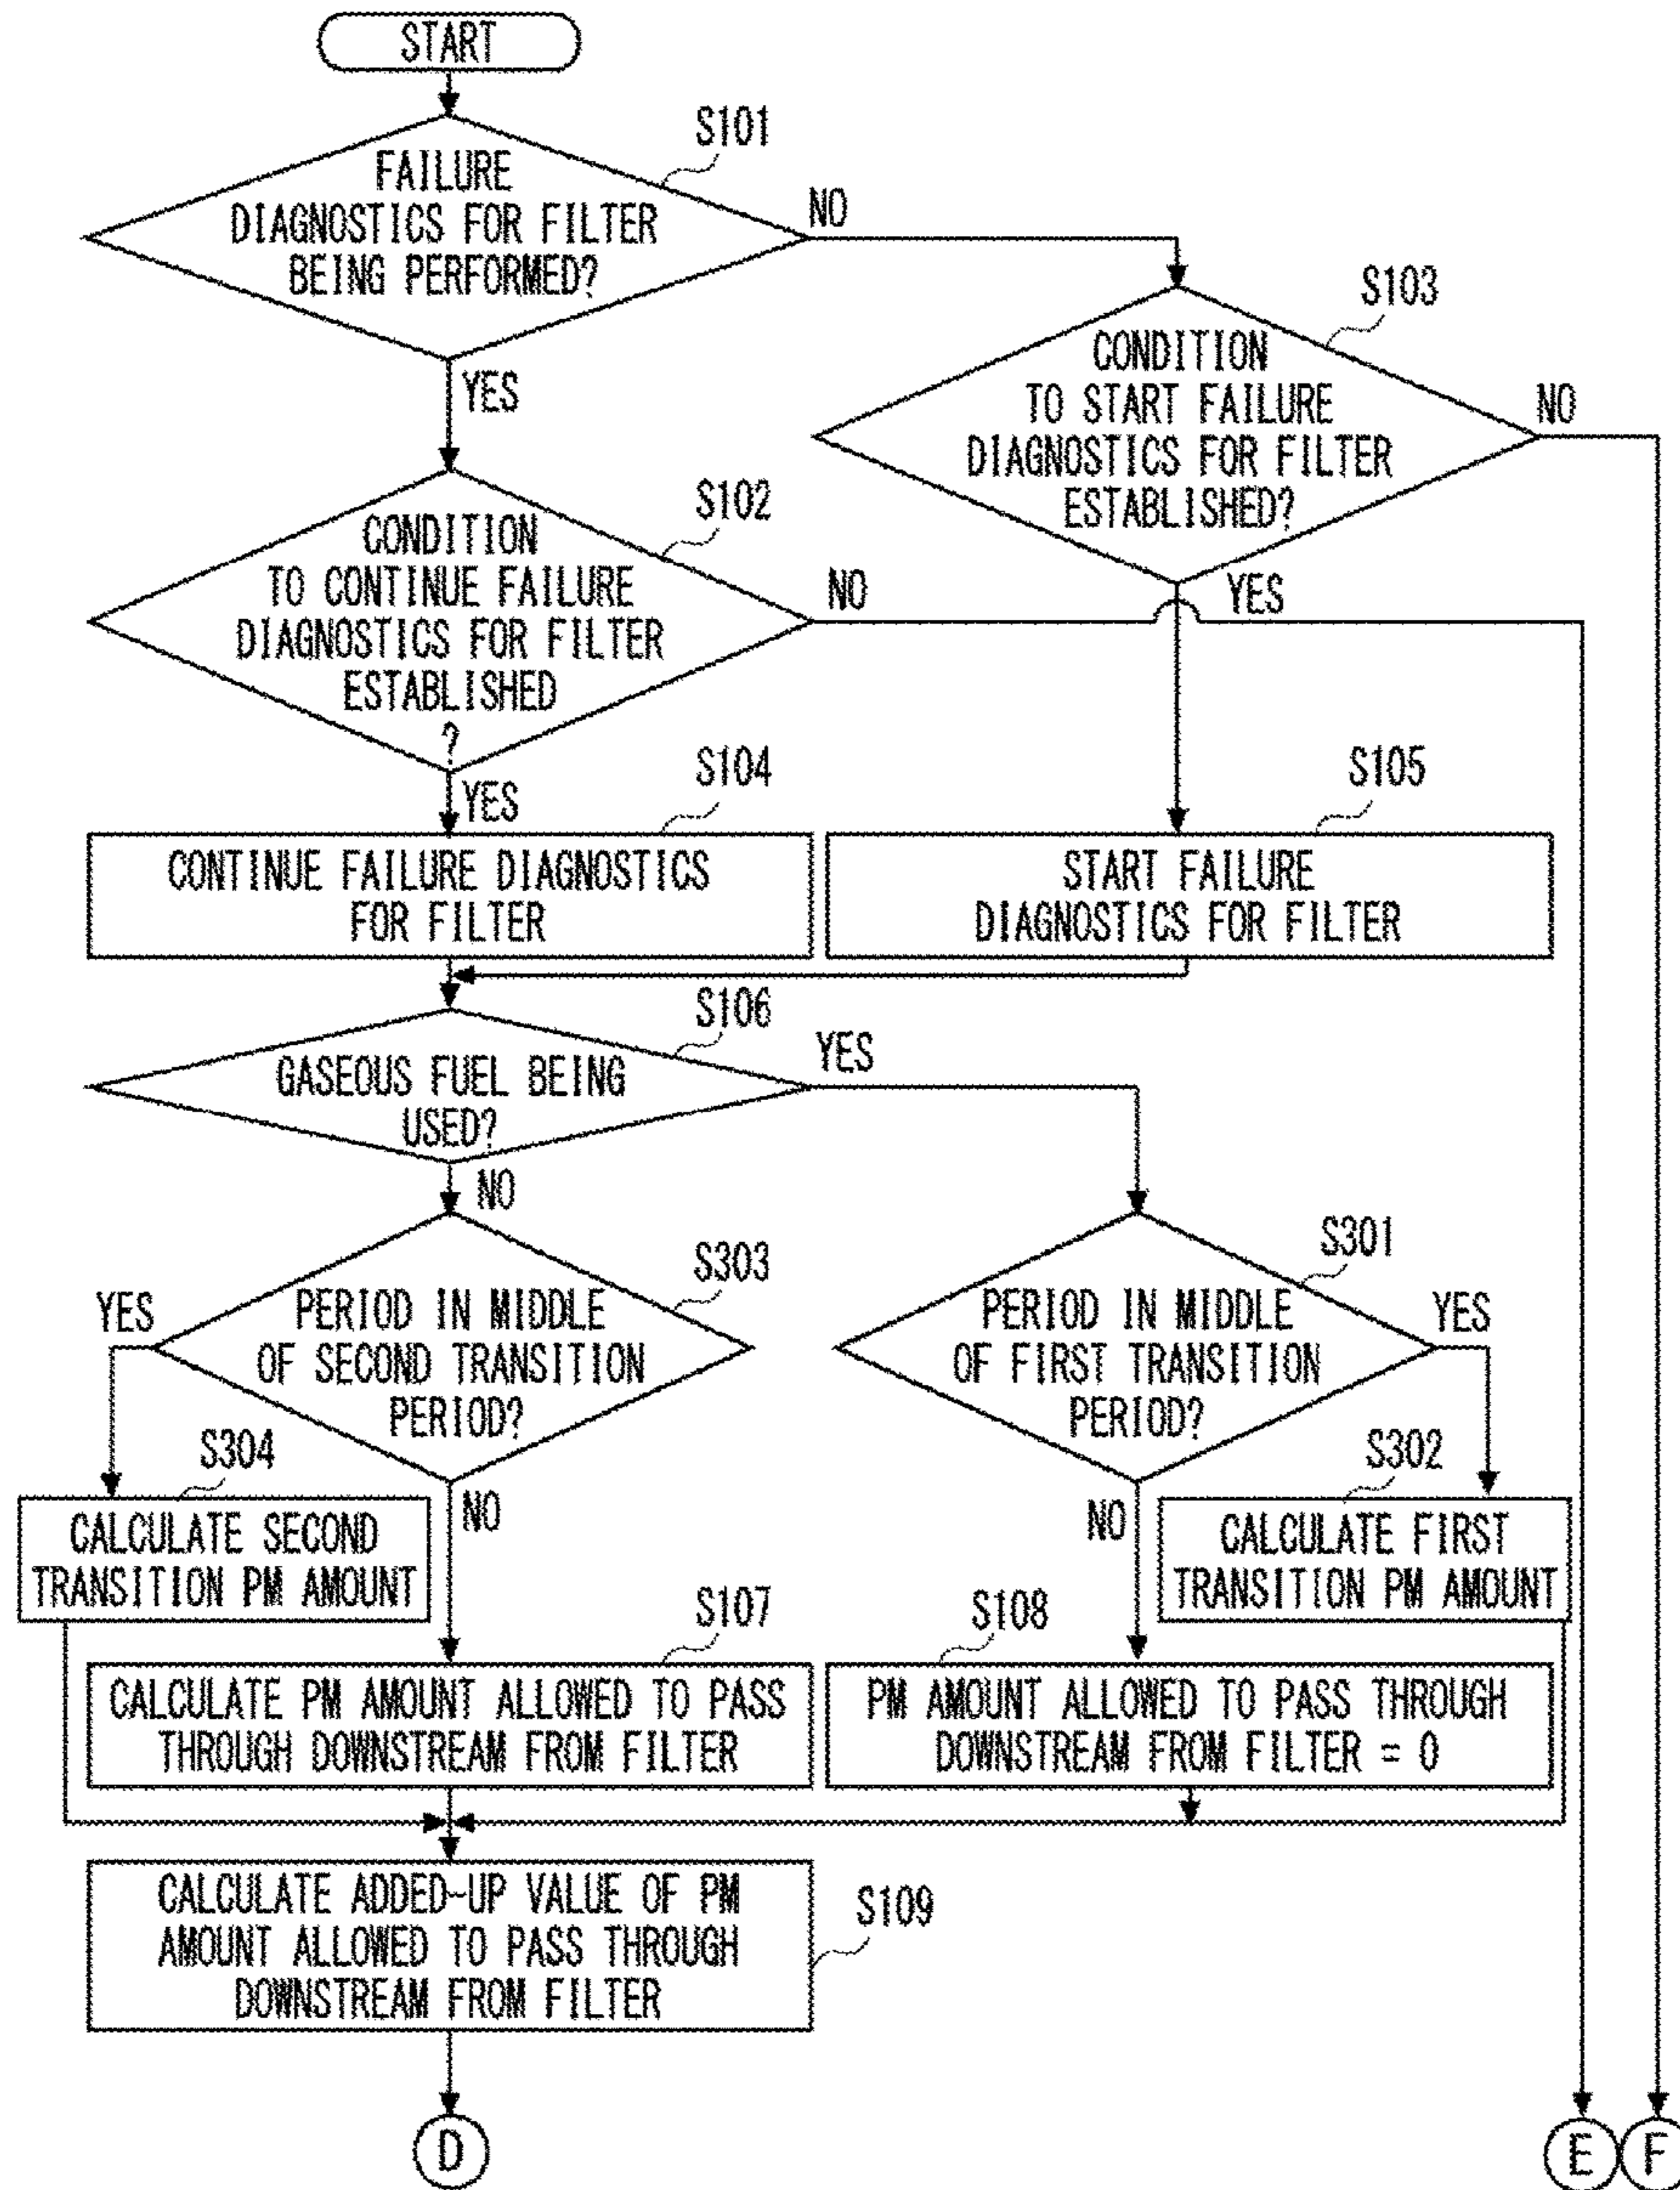 START
S101
FAILURE
DIAGNOSTICS FOR FILTER
BEING PERFORMED?
NO
YES
S103
CONDITION
TO START FAILURE
DIAGNOSTICS FOR FILTER
ESTABLISHED?
NO
YES
S102
CONDITION
TO CONTINUE FAILURE
DIAGNOSTICS FOR FILTER
ESTABLISHED
?
NO
YES
S104
CONTINUE FAILURE DIAGNOSTICS
FOR FILTER
S105
START FAILURE
DIAGNOSTICS FOR FILTER
S106
GASEOUS FUEL BEING
USED?
YES
NO
S303
PERIOD IN MIDDLE
OF SECOND TRANSITION
PERIOD?
YES
NO
S301
PERIOD IN MIDDLE
OF FIRST TRANSITION
PERIOD?
YES
NO
S304
CALCULATE SECOND
TRANSITION PM AMOUNT
S302
CALCULATE FIRST
TRANSITION PM AMOUNT
S107
CALCULATE PM AMOUNT ALLOWED TO PASS
THROUGH DOWNSTREAM FROM FILTER
S108
PM AMOUNT ALLOWED TO PASS THROUGH
DOWNSTREAM FROM FILTER = 0
CALCULATE ADDED-UP VALUE OF PM
AMOUNT ALLOWED TO PASS THROUGH
DOWNSTREAM FROM FILTER
S109
D
E
F